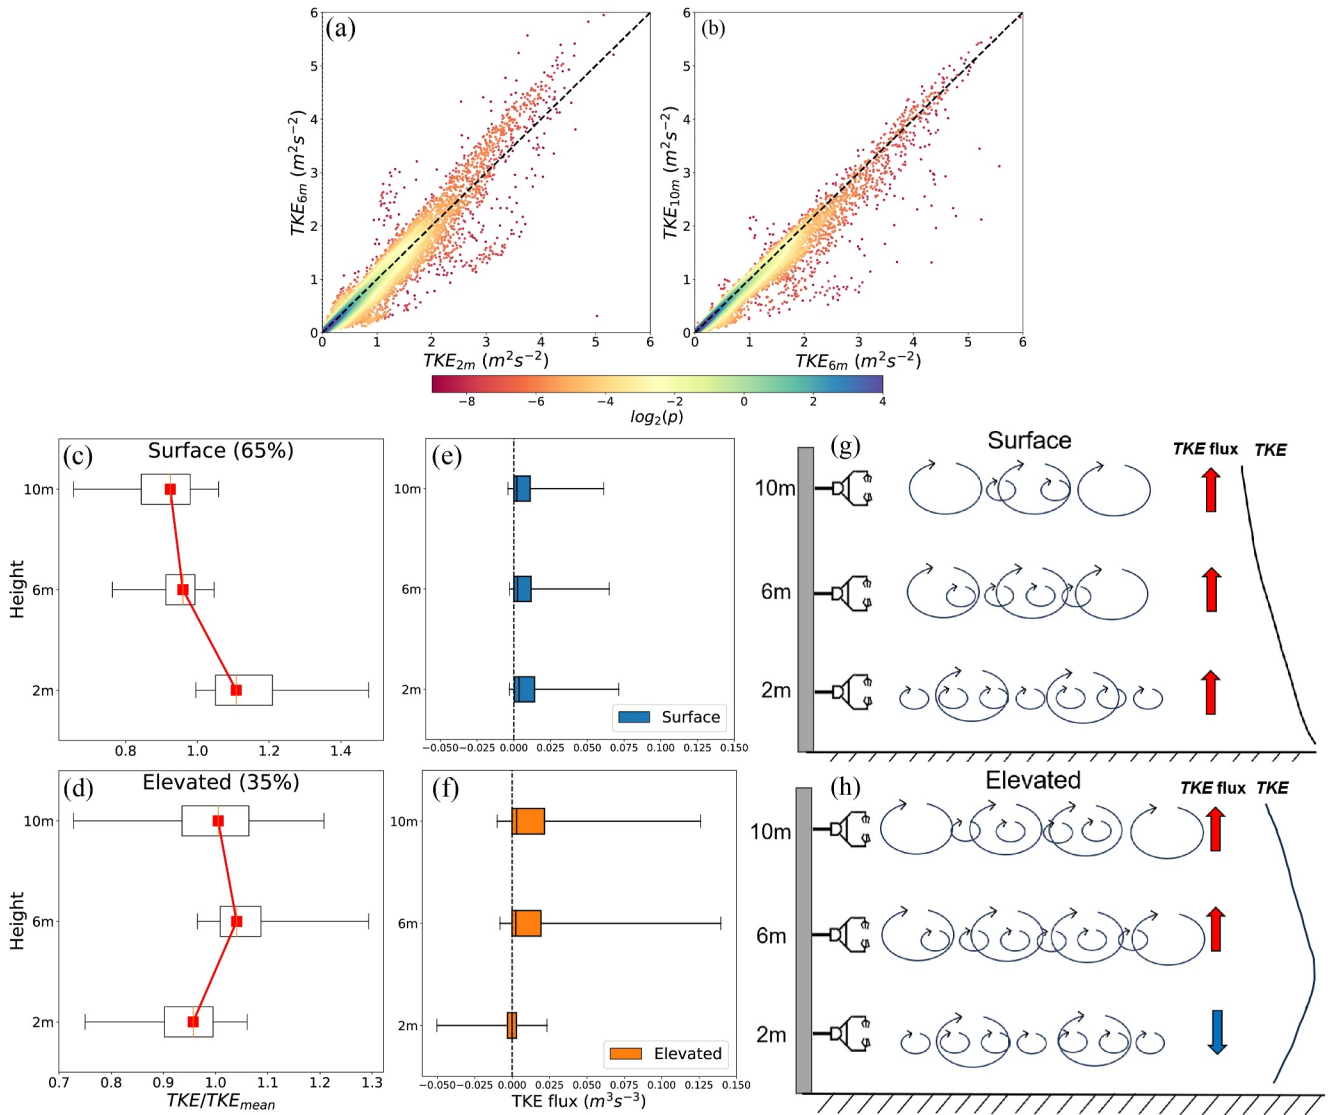 (a)
6
5
4
3
2
1
0
TKE6m (m²s⁻²)
0 1 2 3 4 5 6
TKE2m (m²s⁻²)
(b)
6
5
4
3
2
1
0
TKE10m (m²s⁻²)
0 1 2 3 4 5 6
TKE6m (m²s⁻²)
−8 −6 −4 −2 0 2 4
log2(p)
(c) Surface (65%)
10m
6m
2m
Height
0.8 1.0 1.2 1.4
(e)
10m
6m
2m
Surface
−0.050 −0.025 0.000 0.025 0.050 0.075 0.100 0.125 0.150
(g) Surface
TKE flux TKE
10m
6m
2m
(d) Elevated (35%)
10m
6m
2m
Height
0.7 0.8 0.9 1.0 1.1 1.2 1.3
TKE/TKEmean
(f)
10m
6m
2m
Elevated
−0.050 −0.025 0.000 0.025 0.050 0.075 0.100 0.125 0.150
TKE flux (m³s⁻³)
(h) Elevated
TKE flux TKE
10m
6m
2m